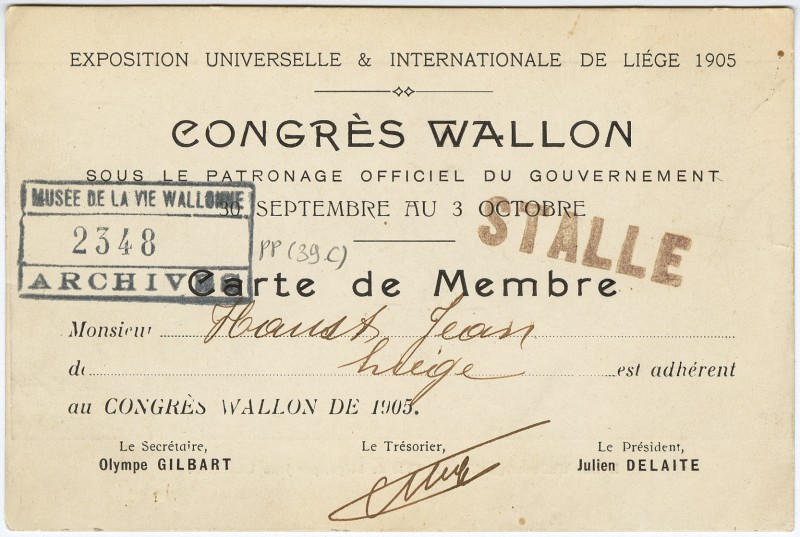 EXPOSITION UNIVERSELLE & INTERNATIONALE DE LIÉGE 1905
CONGRÈS WALLON
SOUS LE PATRONAGE OFFICIEL DU GOUVERNEMENT
30 SEPTEMBRE AU 3 OCTOBRE
STALLE
MUSÉE DE LA VIE WALLONNE
2348
ARCHIVES
PP (39.C)
Carte de Membre
Monsieur Haust Jean
de Liége est adhérent
au CONGRÈS WALLON DE 1905.
Le Secrétaire, Le Trésorier, Le Président,
Olympe GILBART Julien DELAITE